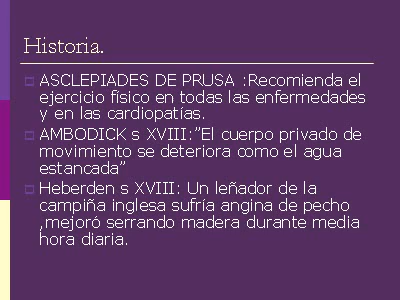 Historia.
ASCLEPIADES DE PRUSA :Recomienda el
ejercicio físico en todas las enfermedades
y en las cardiopatías.
AMBODICK s XVIII:”El cuerpo privado de
movimiento se deteriora como el agua
estancada”
Heberden s XVIII: Un leñador de la
campiña inglesa sufría angina de pecho
,mejoró serrando madera durante media
hora diaria.